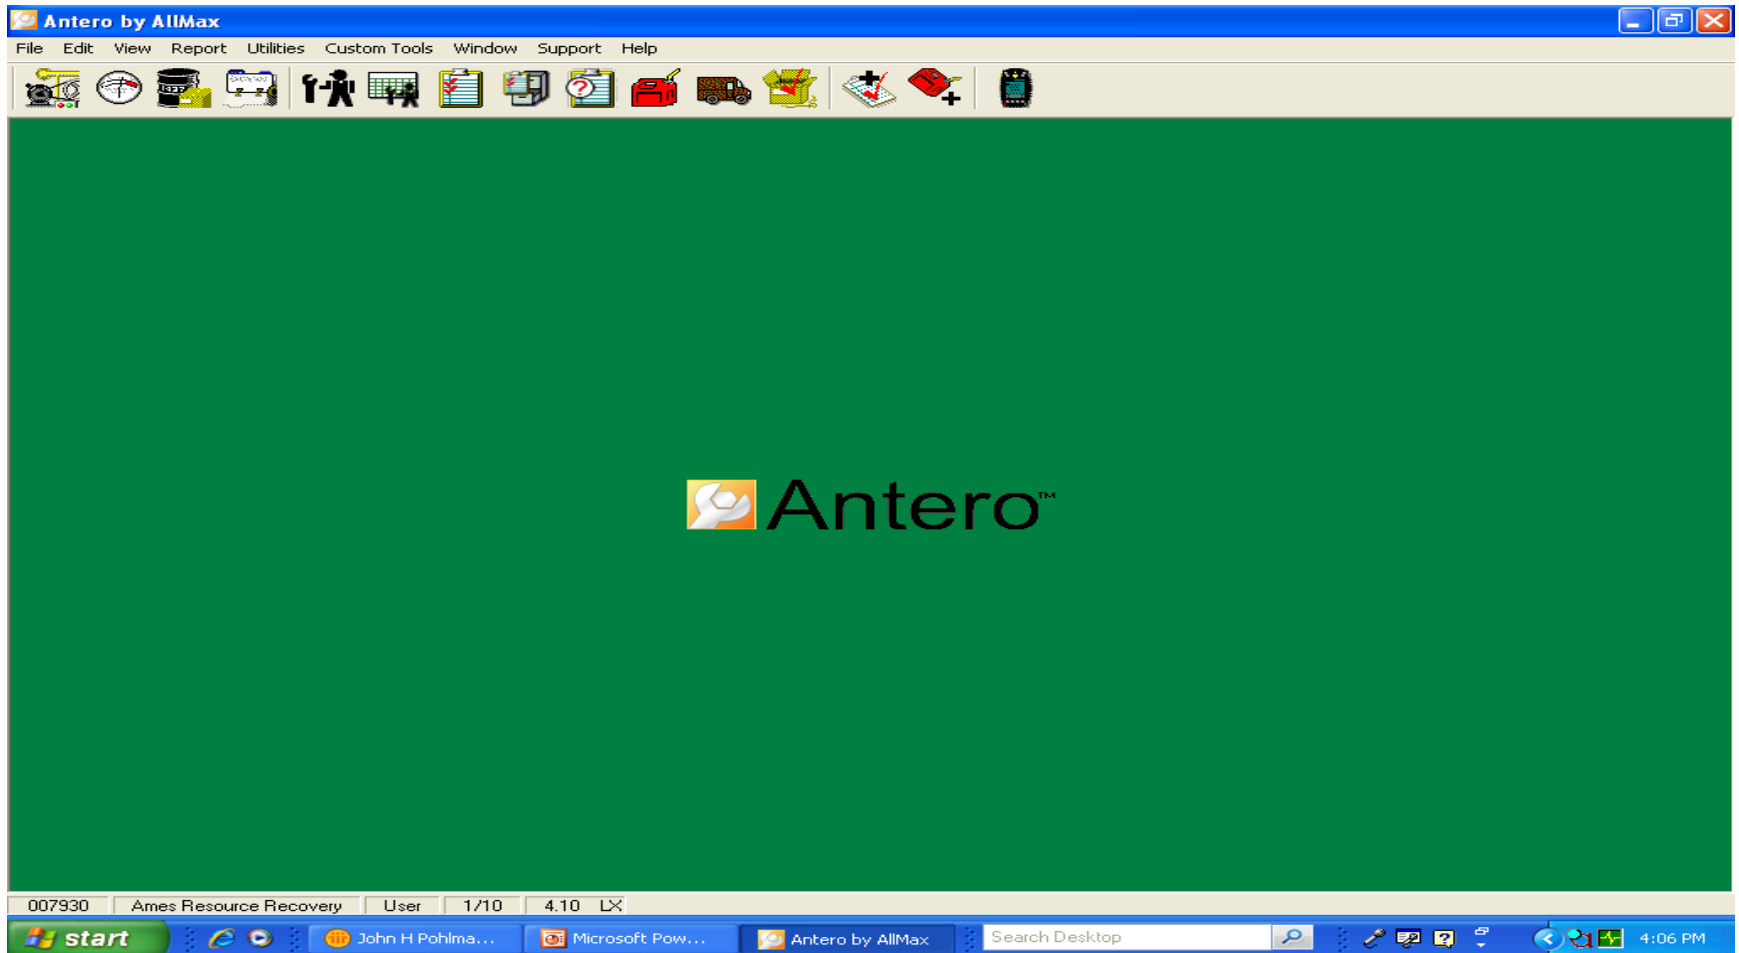 Antero by AllMax
File Edit View Report Utilities Custom Tools Window Support Help
Antero™
007930 Ames Resource Recovery User 1/10 4.10 LX
start John H Pohlma... Microsoft Pow... Antero by AllMax Search Desktop 4:06 PM